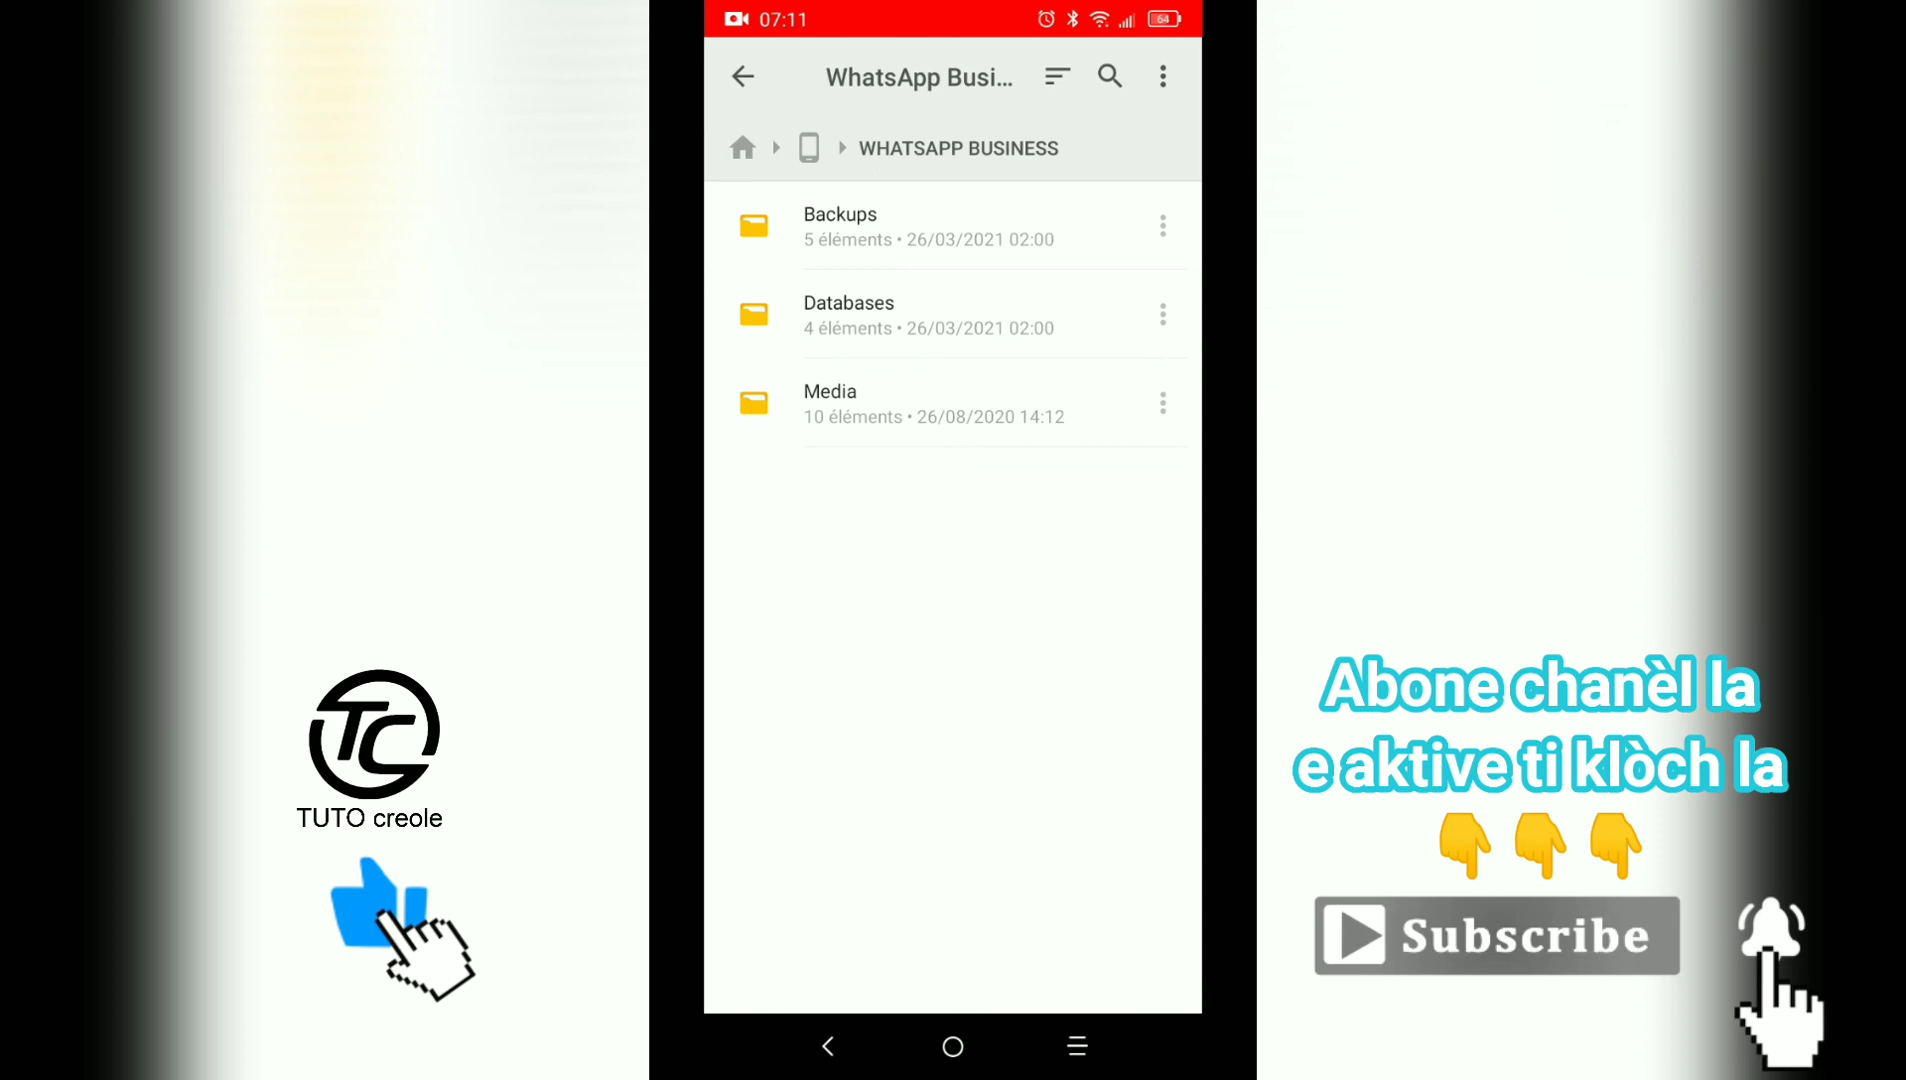 07:11
64
WhatsApp Busi...
WHATSAPP BUSINESS
Backups
5 éléments • 26/03/2021 02:00
Databases
4 éléments • 26/03/2021 02:00
Media
10 éléments • 26/08/2020 14:12
TC
TUTO creole
Abone chanèl la
e aktive ti klòch la
Subscribe